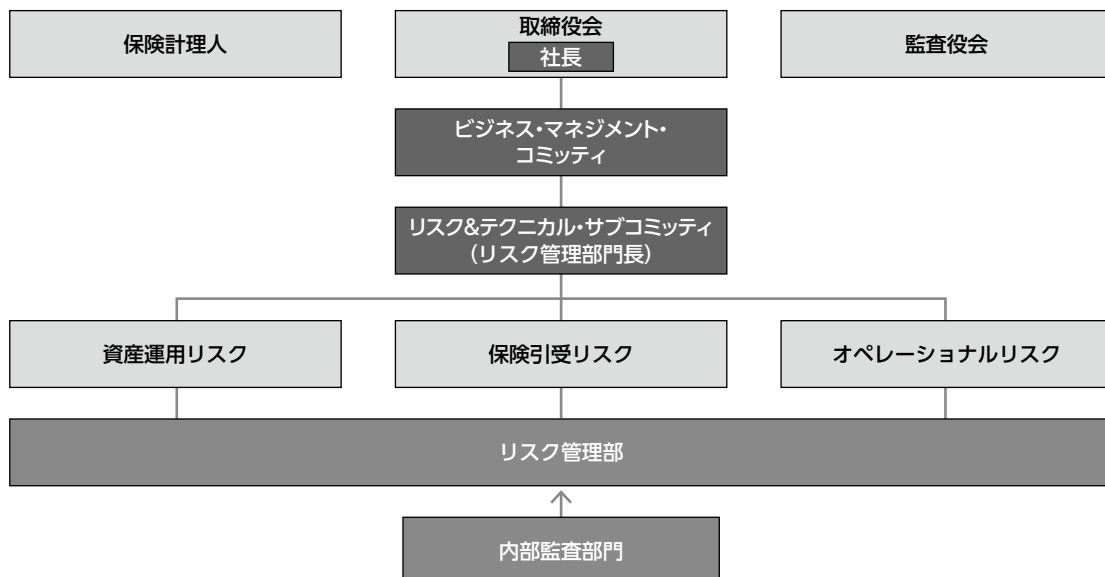 保険計理人
取締役会
社長
監査役会
ビジネス・マネジメント・
コミッティ
リスク&テクニカル・サブコミッティ
(リスク管理部門長)
資産運用リスク
保険引受リスク
オペレーショナルリスク
リスク管理部
内部監査部門